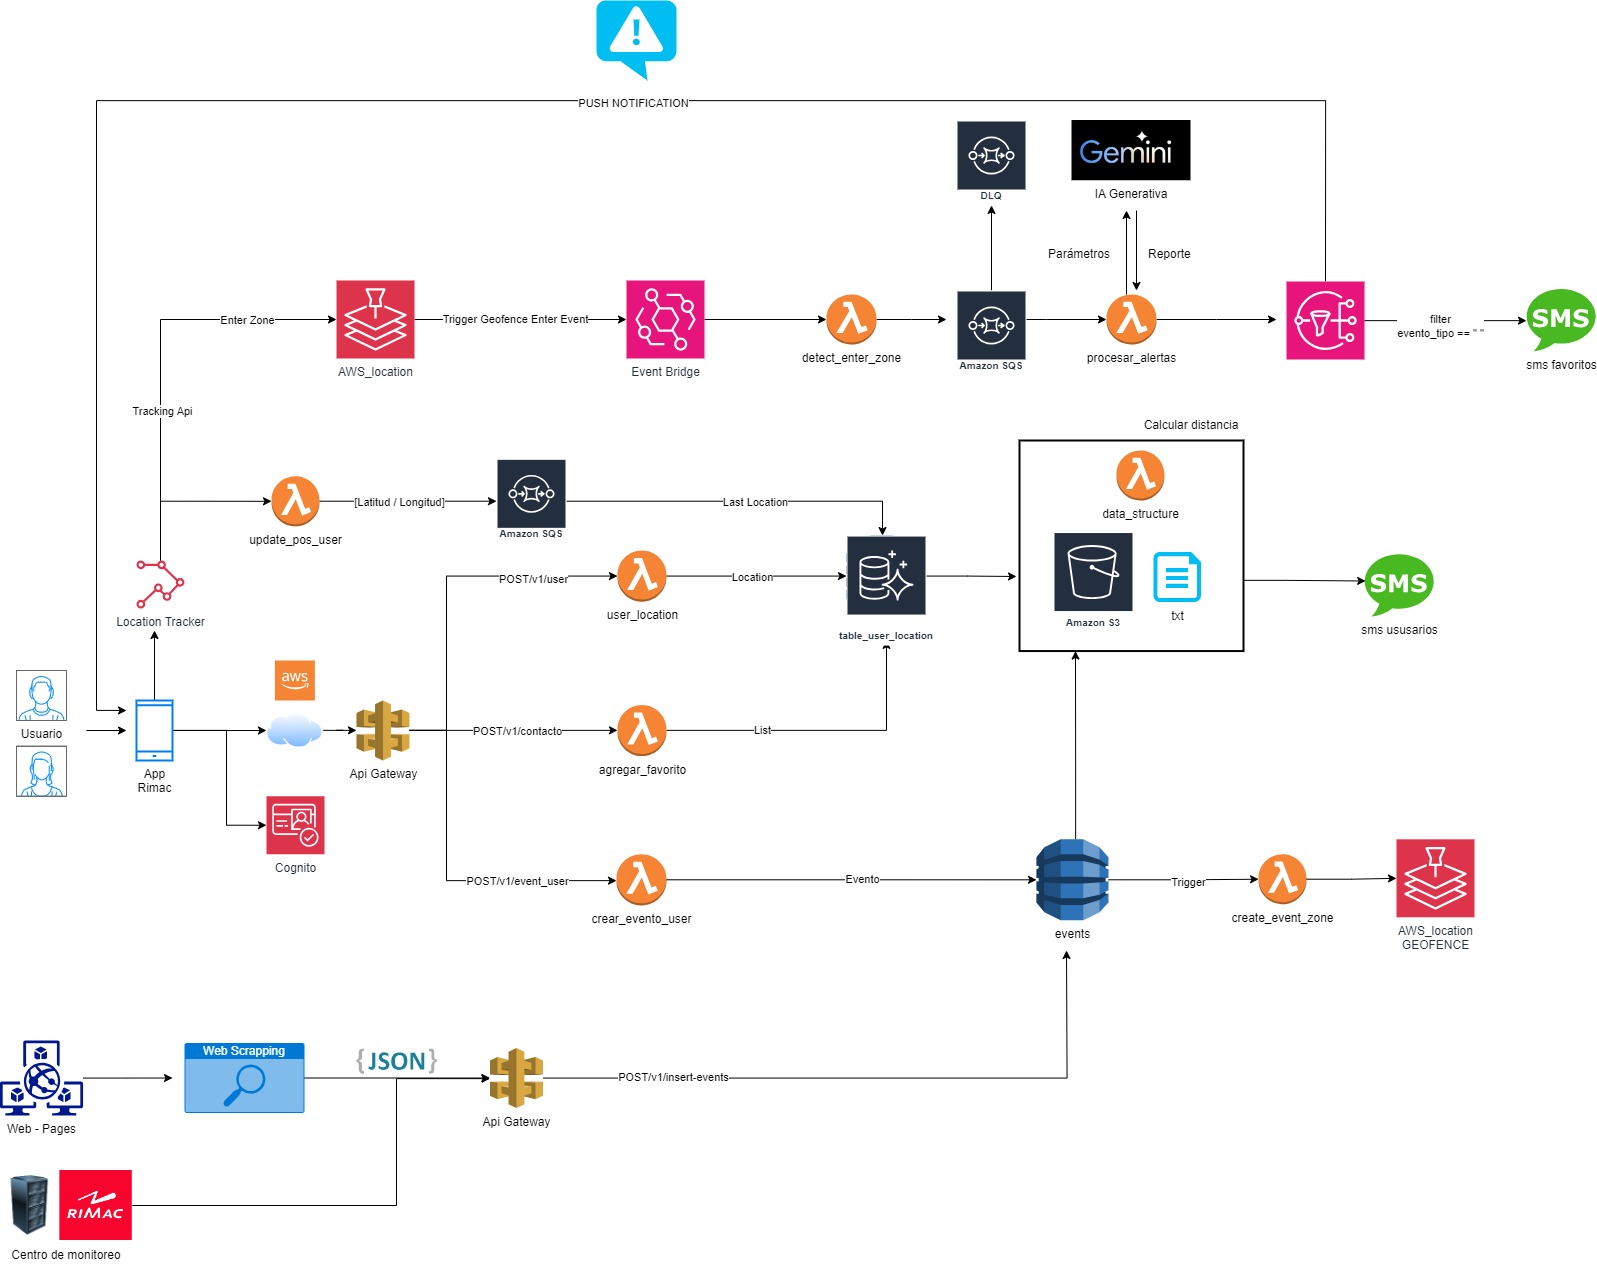 PUSH NOTIFICATION
DLQ
Gemini
IA Generativa
Parámetros
Reporte
Enter Zone
AWS_location
Trigger Geofence Enter Event
Event Bridge
detect_enter_zone
Amazon SQS
procesar_alertas
filter
evento_tipo == " "
SMS
sms favoritos
Tracking Api
Calcular distancia
update_pos_user
[Latitud / Longitud]
Amazon SQS
Last Location
data_structure
Location Tracker
POST/v1/user
user_location
Location
table_user_location
Amazon S3
txt
SMS
sms ususarios
Usuario
App
Rimac
aws
Api Gateway
POST/v1/contacto
agregar_favorito
List
Cognito
POST/v1/event_user
crear_evento_user
Evento
events
Trigger
create_event_zone
AWS_location
GEOFENCE
Web - Pages
Web Scrapping
{JSON}
Api Gateway
POST/v1/insert-events
RIMAC
Centro de monitoreo